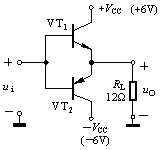 +VCC (+6V)
VT1
+
+
ui
RL
12Ω
uO
VT2
−
−
−VCC
(−6V)